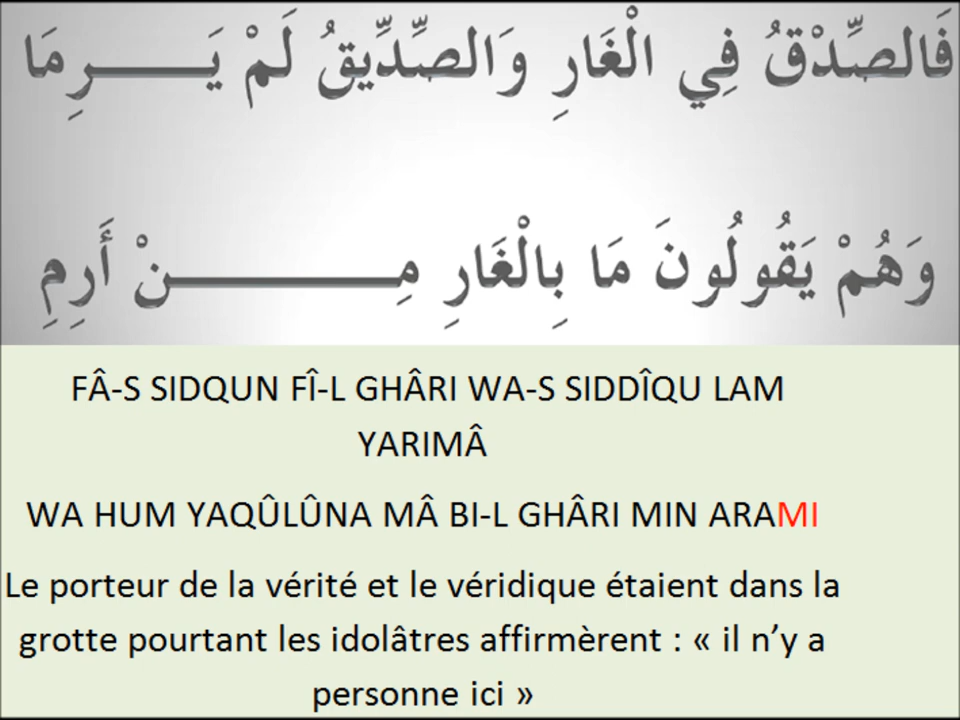 فَالصِّدْقُ فِي الْغَارِ وَالصِّدِّيقُ لَمْ يَـــــرِمَا
وَهُمْ يَقُولُونَ مَا بِالْغَارِ مِـــــــنْ أَرِمِ
FÂ-S SIDQUN FÎ-L GHÂRI WA-S SIDDÎQU LAM
YARIMÂ
WA HUM YAQÛLÛNA MÂ BI-L GHÂRI MIN ARAMI
Le porteur de la vérité et le véridique étaient dans la
grotte pourtant les idolâtres affirmèrent : « il n’y a
personne ici »